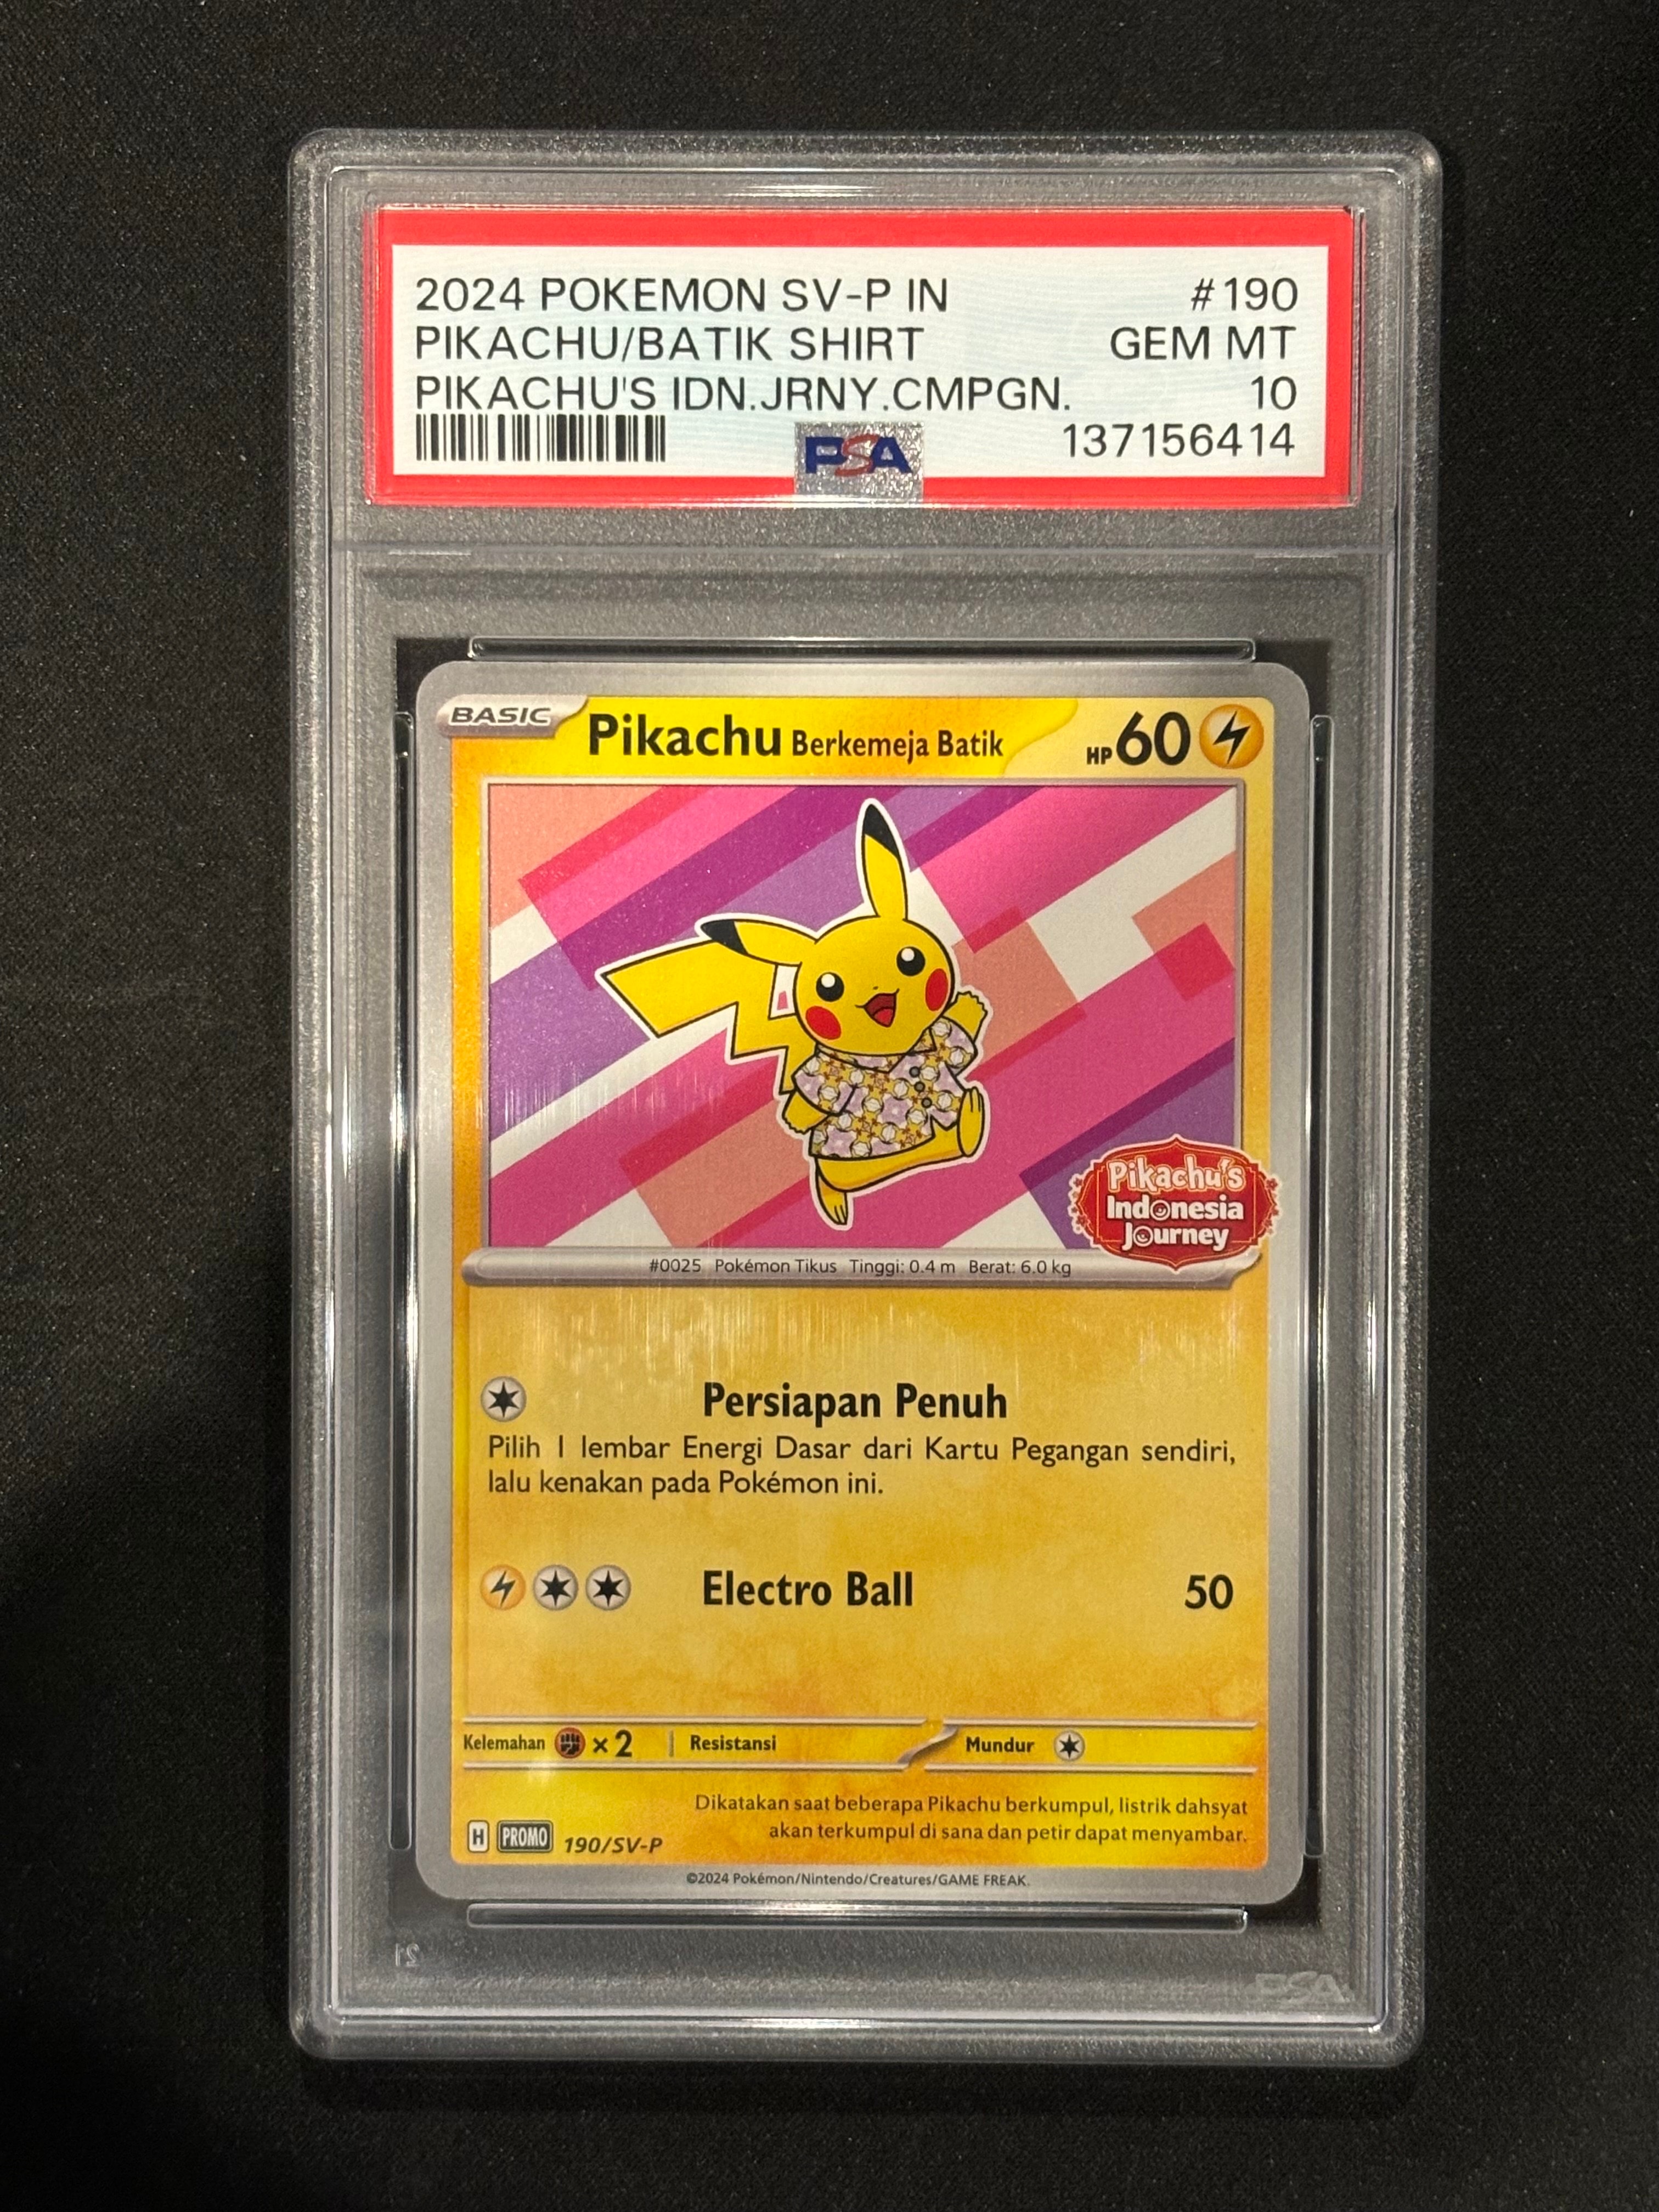 2024 POKEMON SV-P IN #190
PIKACHU/BATIK SHIRT GEM MT
PIKACHU'S IDN.JRNY.CMPGN. 10
PSA 137156414
BASIC Pikachu Berkemeja Batik HP 60
Pikachu's
Indonesia
Journey
#0025 Pokémon Tikus Tinggi: 0.4 m Berat: 6.0 kg
Persiapan Penuh
Pilih 1 lembar Energi Dasar dari Kartu Pegangan sendiri,
lalu kenakan pada Pokémon ini.
Electro Ball 50
Kelemahan ×2 Resistansi Mundur
Dikatakan saat beberapa Pikachu berkumpul, listrik dahsyat
akan terkumpul di sana dan petir dapat menyambar.
H PROMO 190/SV-P
©2024 Pokémon/Nintendo/Creatures/GAME FREAK.
21
PSA